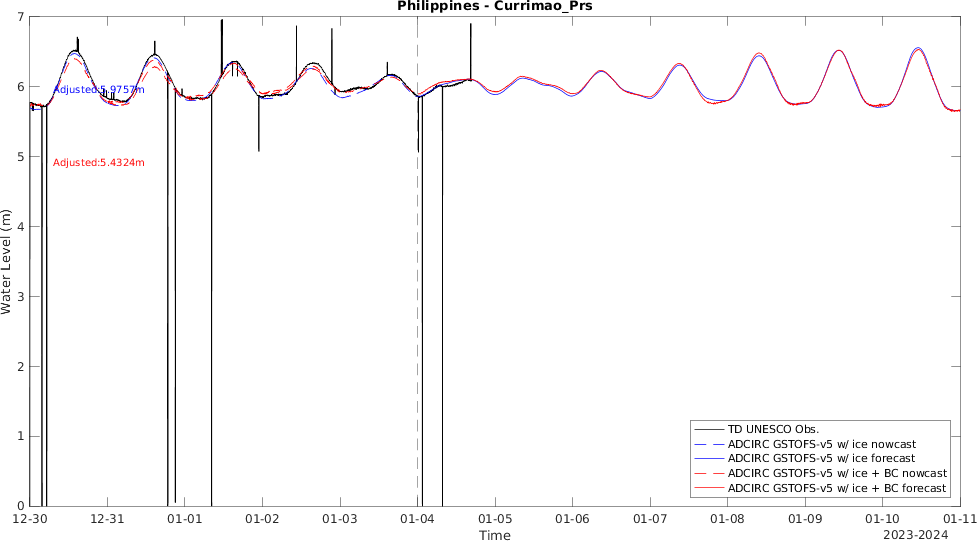 Philippines - Currimao_Prs
7
6
5
4
3
2
1
0
Water Level (m)
Adjusted:5.9757m
Adjusted:5.4324m
TD UNESCO Obs.
ADCIRC GSTOFS-v5 w/ ice nowcast
ADCIRC GSTOFS-v5 w/ ice forecast
ADCIRC GSTOFS-v5 w/ ice + BC nowcast
ADCIRC GSTOFS-v5 w/ ice + BC forecast
12-30 12-31 01-01 01-02 01-03 01-04 01-05 01-06 01-07 01-08 01-09 01-10 01-11
Time
2023-2024